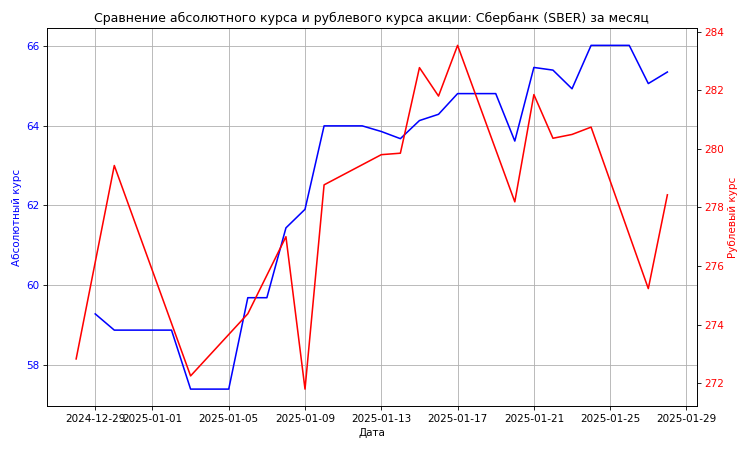 Сравнение абсолютного курса и рублевого курса акции: Сбербанк (SBER) за месяц
66
64
62
60
58
Абсолютный курс
284
282
280
278
276
274
272
Рублевый курс
2024-12-29 2025-01-01 2025-01-05 2025-01-09 2025-01-13 2025-01-17 2025-01-21 2025-01-25 2025-01-29
Дата